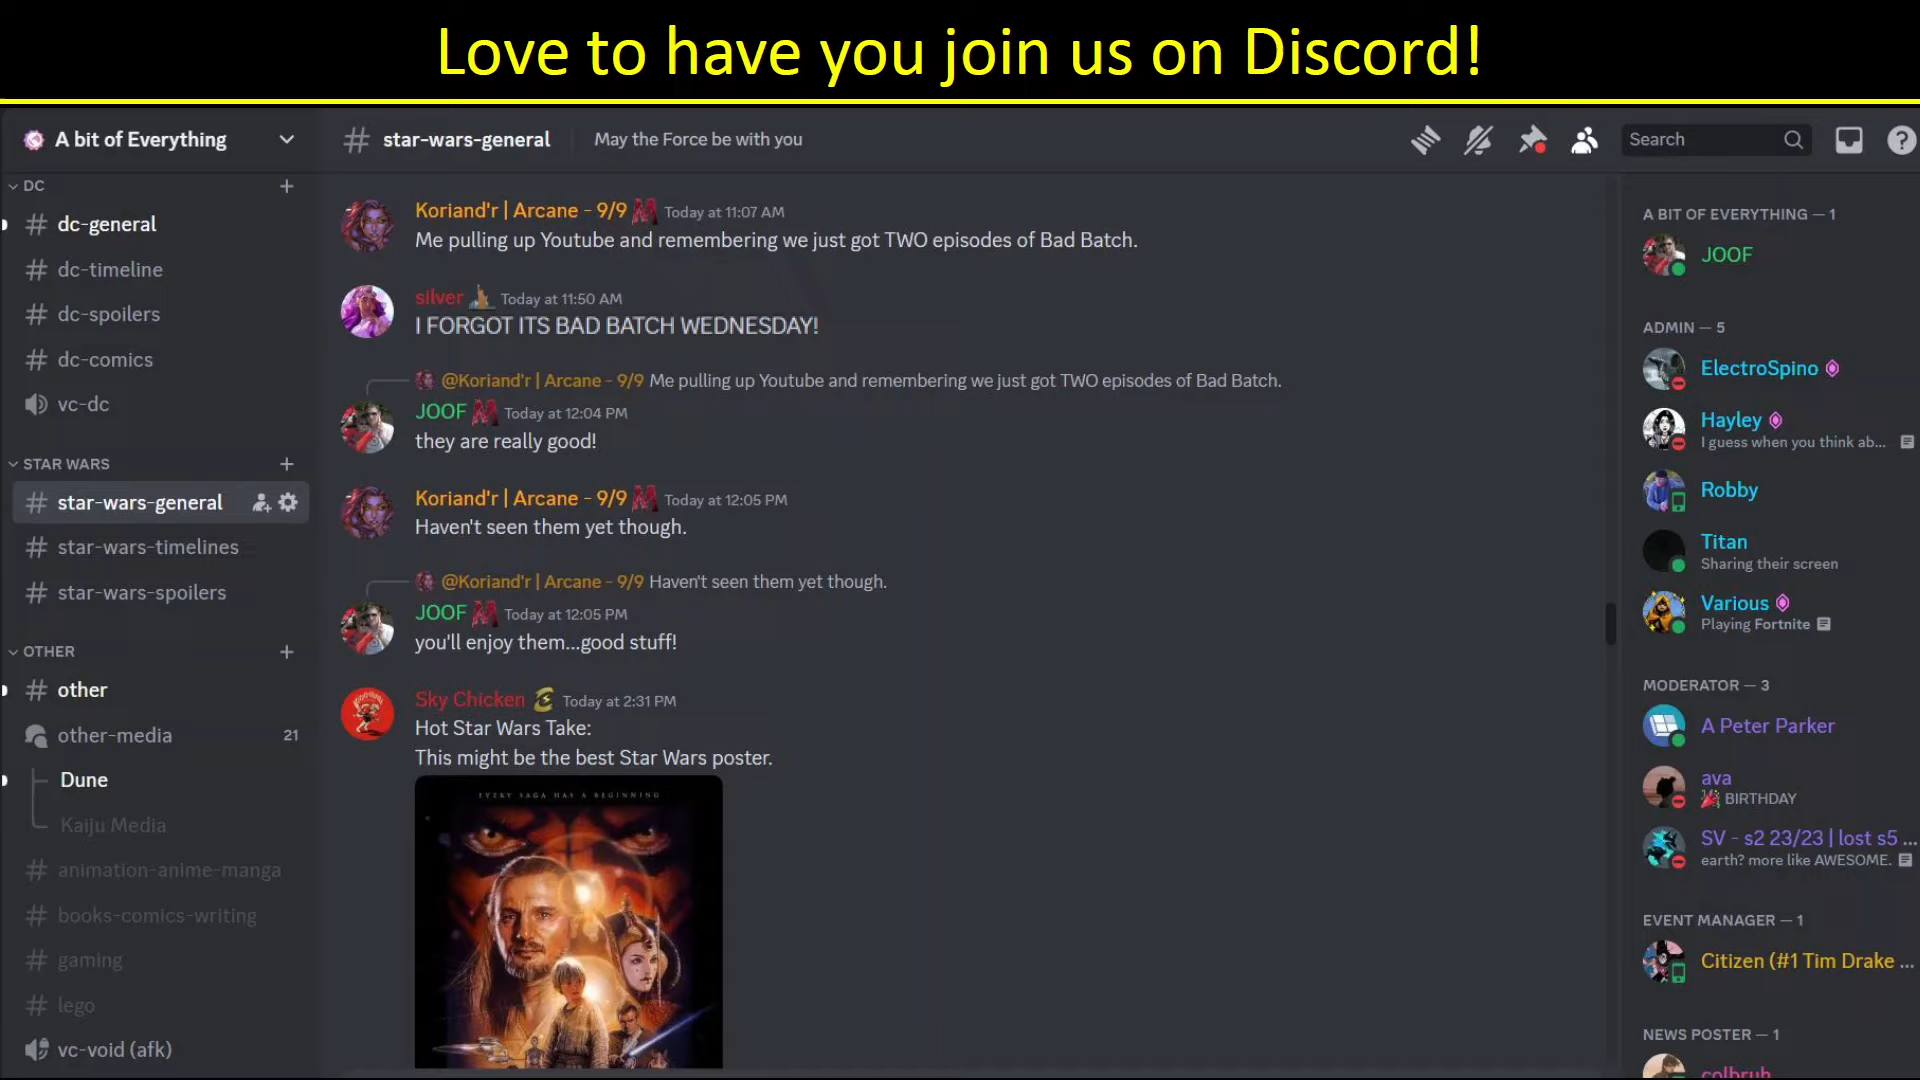 Love to have you join us on Discord!
A bit of Everything
# star-wars-general
May the Force be with you
Search
DC
# dc-general
# dc-timeline
# dc-spoilers
# dc-comics
vc-dc
STAR WARS
# star-wars-general
# star-wars-timelines
# star-wars-spoilers
OTHER
# other
other-media 21
Dune
Kaiju Media
# animation-anime-manga
# books-comics-writing
# gaming
# lego
vc-void (afk)
Koriand'r | Arcane - 9/9 Today at 11:07 AM
Me pulling up Youtube and remembering we just got TWO episodes of Bad Batch.
silver Today at 11:50 AM
I FORGOT ITS BAD BATCH WEDNESDAY!
@Koriand'r | Arcane - 9/9 Me pulling up Youtube and remembering we just got TWO episodes of Bad Batch.
JOOF Today at 12:04 PM
they are really good!
Koriand'r | Arcane - 9/9 Today at 12:05 PM
Haven't seen them yet though.
@Koriand'r | Arcane - 9/9 Haven't seen them yet though.
JOOF Today at 12:05 PM
you'll enjoy them...good stuff!
Sky Chicken Today at 2:31 PM
Hot Star Wars Take:
This might be the best Star Wars poster.
EVERY SAGA HAS A BEGINNING
A BIT OF EVERYTHING — 1
JOOF
ADMIN — 5
ElectroSpino
Hayley
I guess when you think ab...
Robby
Titan
Sharing their screen
Various
Playing Fortnite
MODERATOR — 3
A Peter Parker
ava
BIRTHDAY
SV - s2 23/23 | lost s5 ...
earth? more like AWESOME.
EVENT MANAGER — 1
Citizen (#1 Tim Drake ...
NEWS POSTER — 1
colbruh